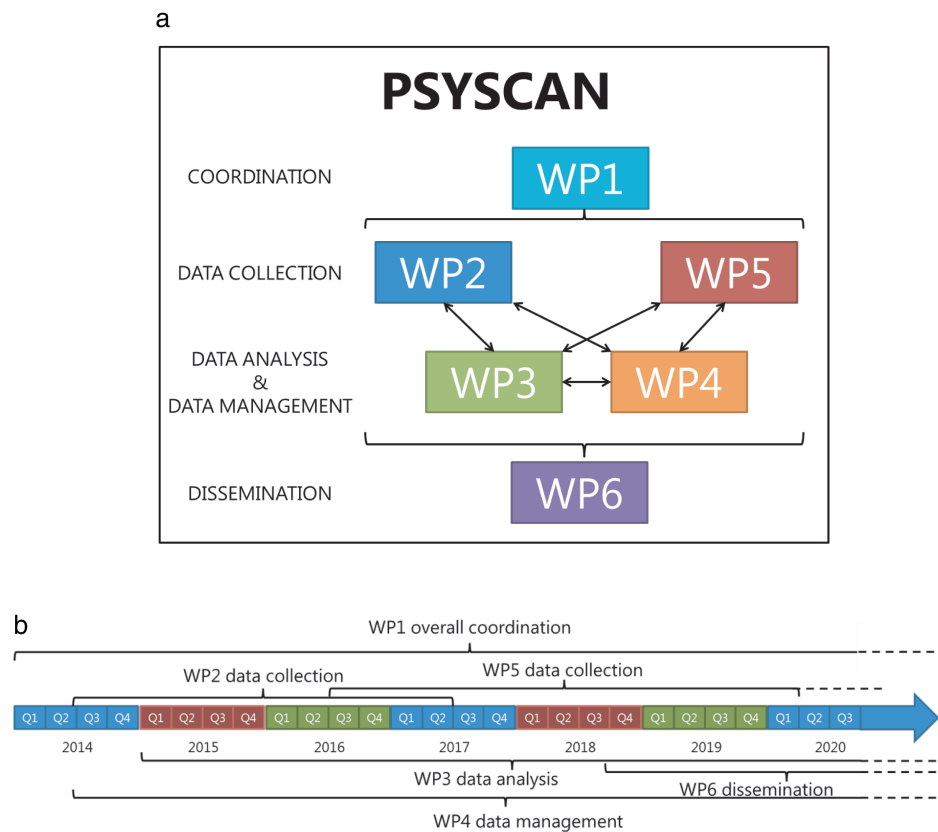 a
PSYSCAN
COORDINATION
WP1
DATA COLLECTION
WP2
WP5
DATA ANALYSIS
&
DATA MANAGEMENT
WP3
WP4
DISSEMINATION
WP6
b
WP1 overall coordination
WP2 data collection
WP5 data collection
Q1 Q2 Q3 Q4 Q1 Q2 Q3 Q4 Q1 Q2 Q3 Q4 Q1 Q2 Q3 Q4 Q1 Q2 Q3 Q4 Q1 Q2 Q3 Q4 Q1 Q2 Q3
2014 2015 2016 2017 2018 2019 2020
WP3 data analysis
WP6 dissemination
WP4 data management